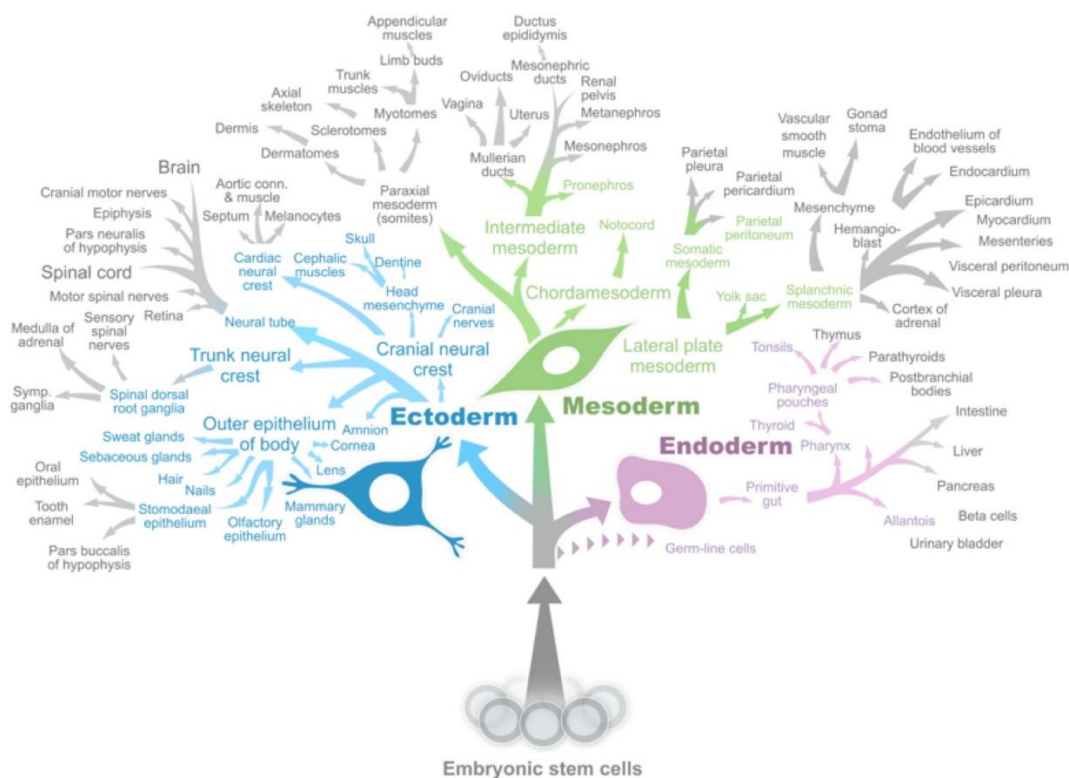 Appendicular
muscles
Limb buds
Trunk
muscles
Axial
skeleton
Myotomes
Dermis
Sclerotomes
Dermatomes
Paraxial
mesoderm
(somites)
Ductus
epididymis
Mesonephric
ducts
Oviducts
Renal
pelvis
Vagina
Uterus
Metanephros
Mullerian
ducts
Mesonephros
Pronephros
Intermediate
mesoderm
Notocord
Chordamesoderm
Parietal
pleura
Parietal
pericardium
Parietal
peritoneum
Somatic
mesoderm
Yolk sac
Lateral plate
mesoderm
Vascular
smooth
muscle
Gonad
stoma
Endothelium of
blood vessels
Endocardium
Mesenchyme
Hemangio-
blast
Epicardium
Myocardium
Mesenteries
Visceral peritoneum
Visceral pleura
Splanchnic
mesoderm
Cortex of
adrenal
Brain
Cranial motor nerves
Epiphysis
Pars neuralis
of hypophysis
Spinal cord
Motor spinal nerves
Retina
Neural tube
Aortic conn.
& muscle
Septum
Melanocytes
Cardiac
neural
crest
Skull
Cephalic
muscles
Dentine
Head
mesenchyme
Cranial
nerves
Cranial neural
crest
Medulla of
adrenal
Sensory
spinal
nerves
Trunk neural
crest
Symp.
ganglia
Spinal dorsal
root ganglia
Outer epithelium
of body
Sweat glands
Sebaceous glands
Hair
Nails
Stomodaeal
epithelium
Oral
epithelium
Tooth
enamel
Pars buccalis
of hypophysis
Olfactory
epithelium
Mammary
glands
Lens
Cornea
Amnion
Ectoderm
Mesoderm
Endoderm
Tonsils
Thymus
Parathyroids
Postbranchial
bodies
Pharyngeal
pouches
Thyroid
Pharynx
Intestine
Liver
Pancreas
Beta cells
Urinary bladder
Allantois
Primitive
gut
Germ-line cells
Embryonic stem cells